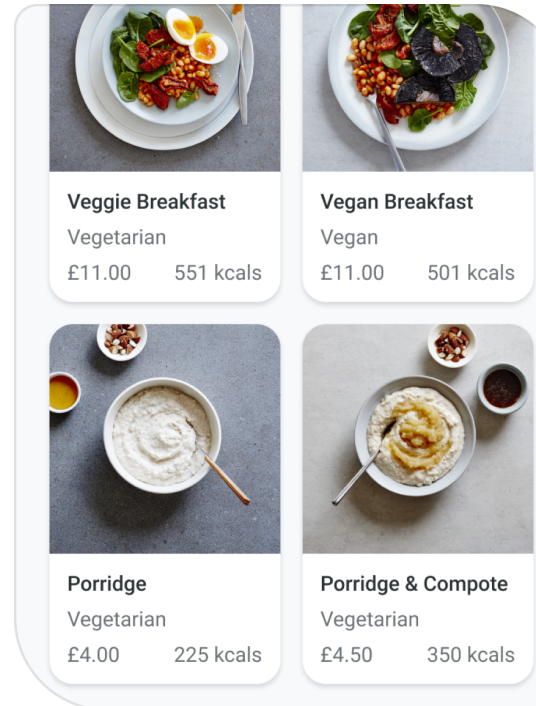 Veggie Breakfast
Vegetarian
£11.00 551 kcals
Vegan Breakfast
Vegan
£11.00 501 kcals
Porridge
Vegetarian
£4.00 225 kcals
Porridge & Compote
Vegetarian
£4.50 350 kcals